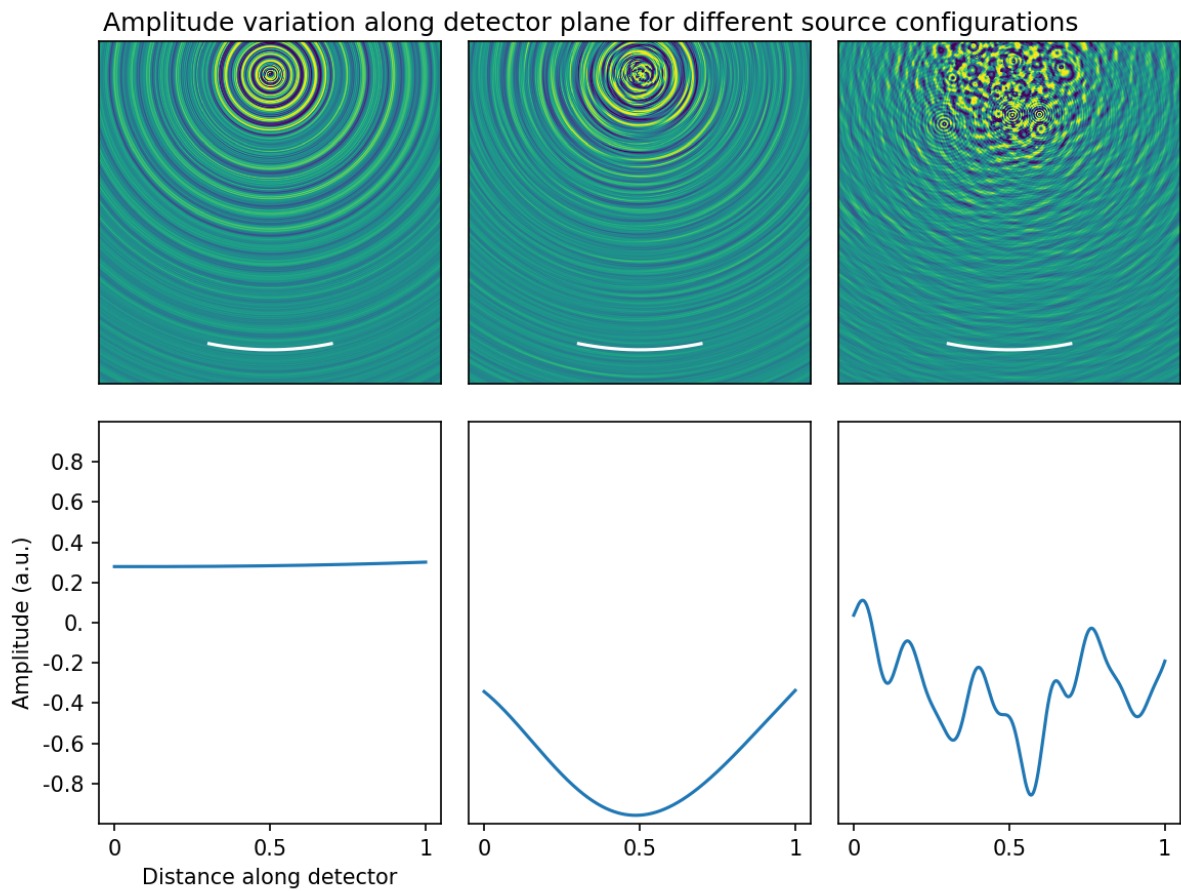 Amplitude variation along detector plane for different source configurations
0.8
0.6
0.4
0.2
0.
-0.2
-0.4
-0.6
-0.8
Amplitude (a.u.)
0 0.5 1
0 0.5 1
0 0.5 1
Distance along detector